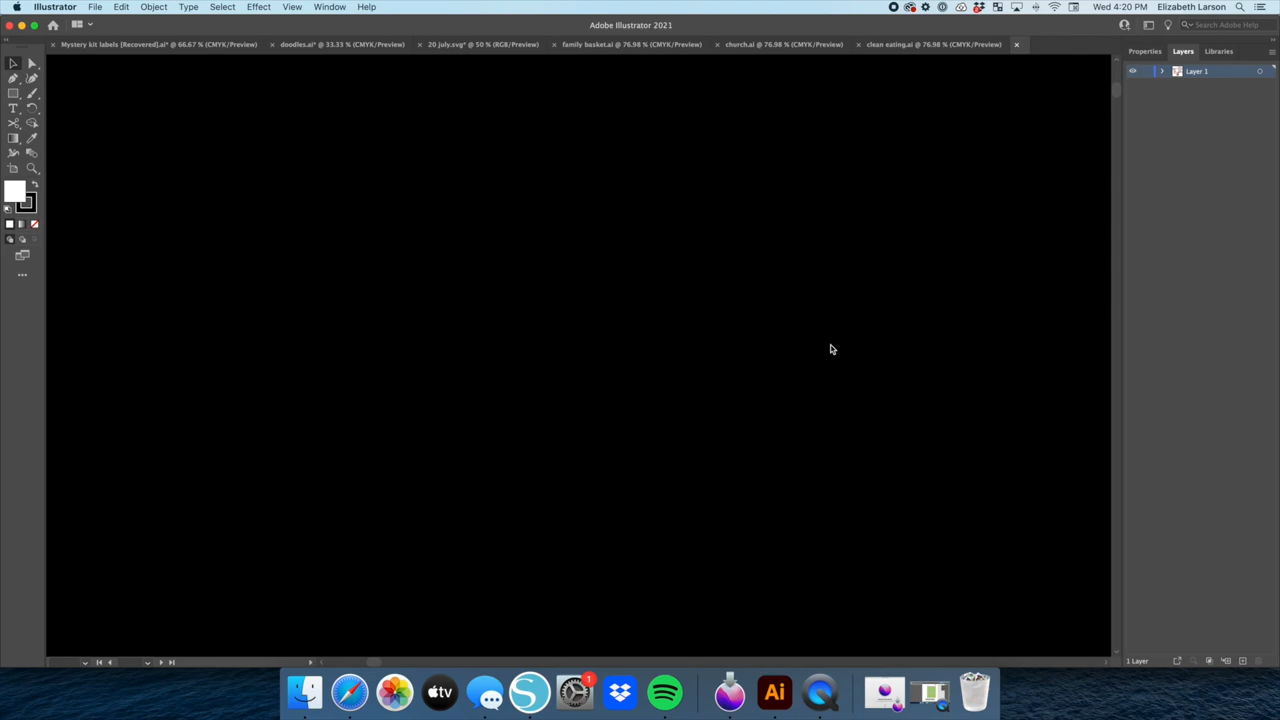 Illustrator File Edit Object Type Select Effect View Window Help Wed 4:20 PM Elizabeth Larson
Adobe Illustrator 2021 Search Adobe Help
Mystery kit labels [Recovered].ai* @ 66.67 % (CMYK/Preview) doodles.ai* @ 33.33 % (CMYK/Preview) 20 july.svg* @ 50 % (RGB/Preview) family basket.ai @ 76.98 % (CMYK/Preview) church.ai @ 76.98 % (CMYK/Preview) clean eating.ai @ 76.98 % (CMYK/Preview)
Properties Layers Libraries
Layer 1
1 Layer
tv
S
1
Ai